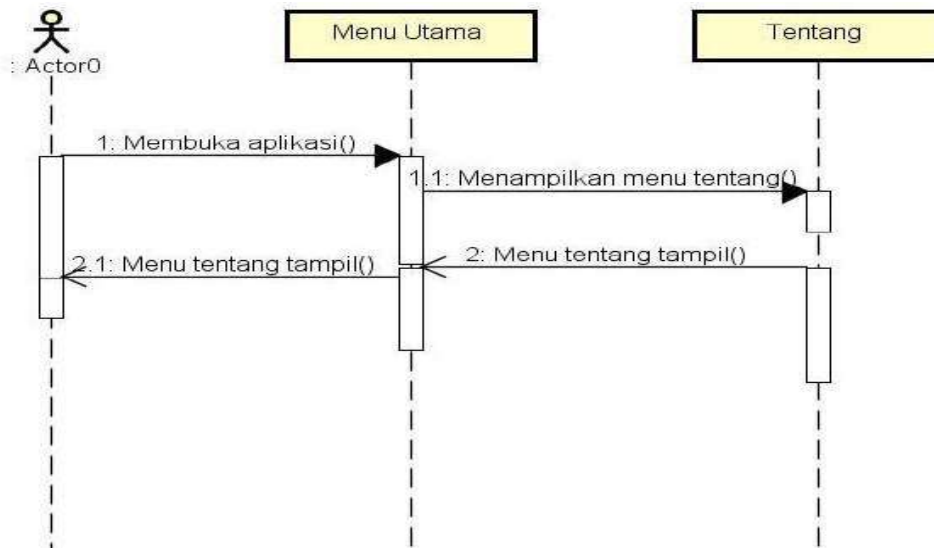 Menu Utama
Tentang
: Actor0
1: Membuka aplikasi()
1.1: Menampilkan menu tentang()
2: Menu tentang tampil()
2.1: Menu tentang tampil()